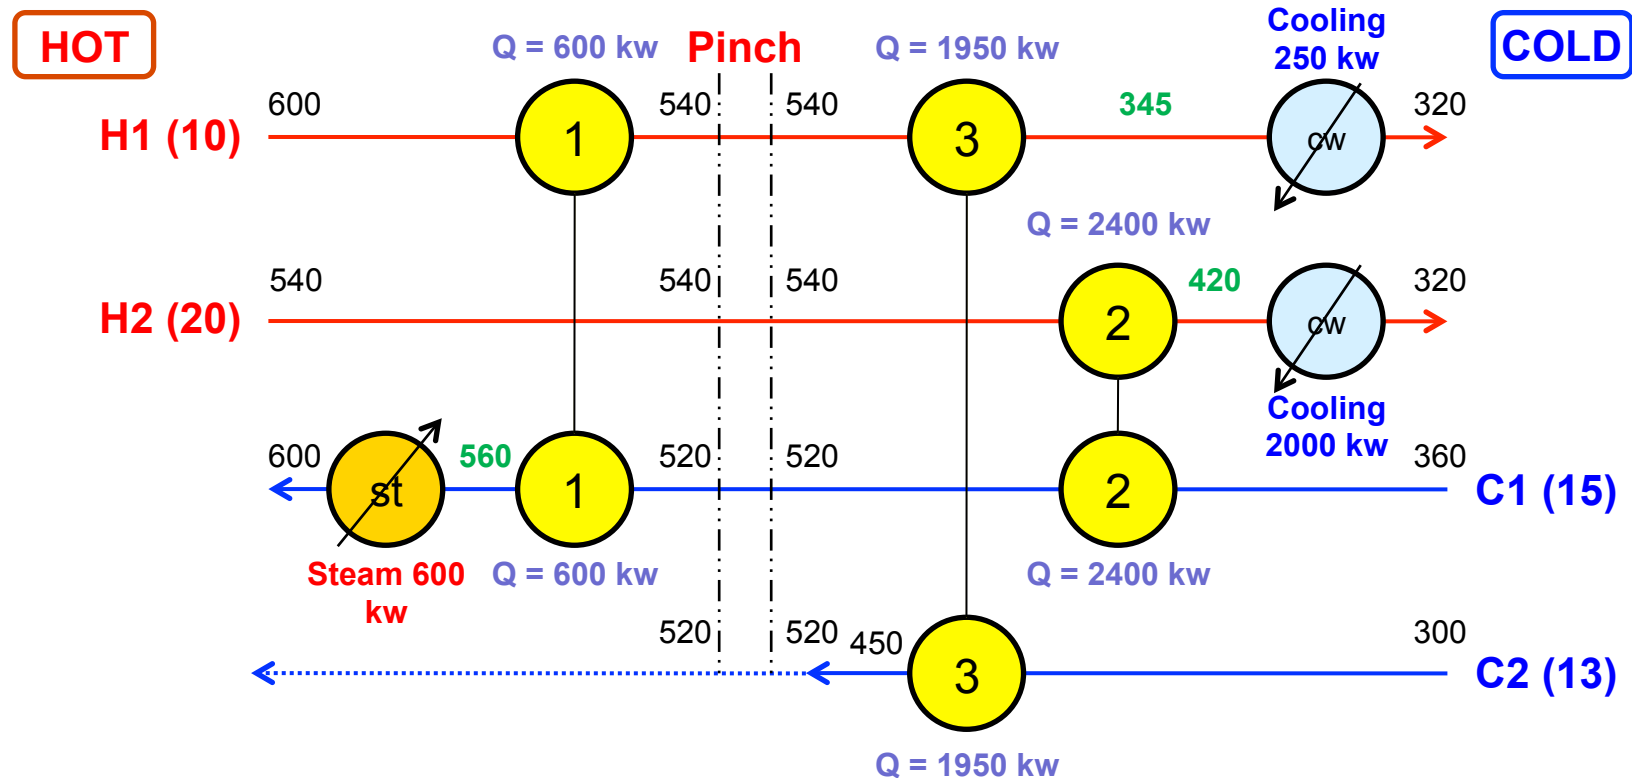 HOT
Q = 600 kw
Pinch
Q = 1950 kw
Cooling
250 kw
COLD
600
540
540
345
320
H1 (10)
1
3
cw
Q = 2400 kw
540
540
540
420
320
H2 (20)
2
cw
Cooling
2000 kw
600
560
520
520
360
st
1
2
C1 (15)
Steam 600
kw
Q = 600 kw
Q = 2400 kw
520
520
450
300
3
C2 (13)
Q = 1950 kw